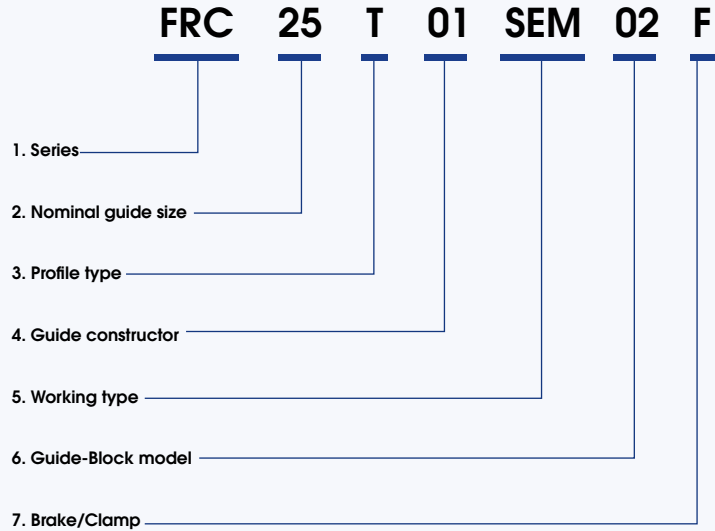 FRC 25 T 01 SEM 02 F
1. Series
2. Nominal guide size
3. Profile type
4. Guide constructor
5. Working type
6. Guide-Block model
7. Brake/Clamp